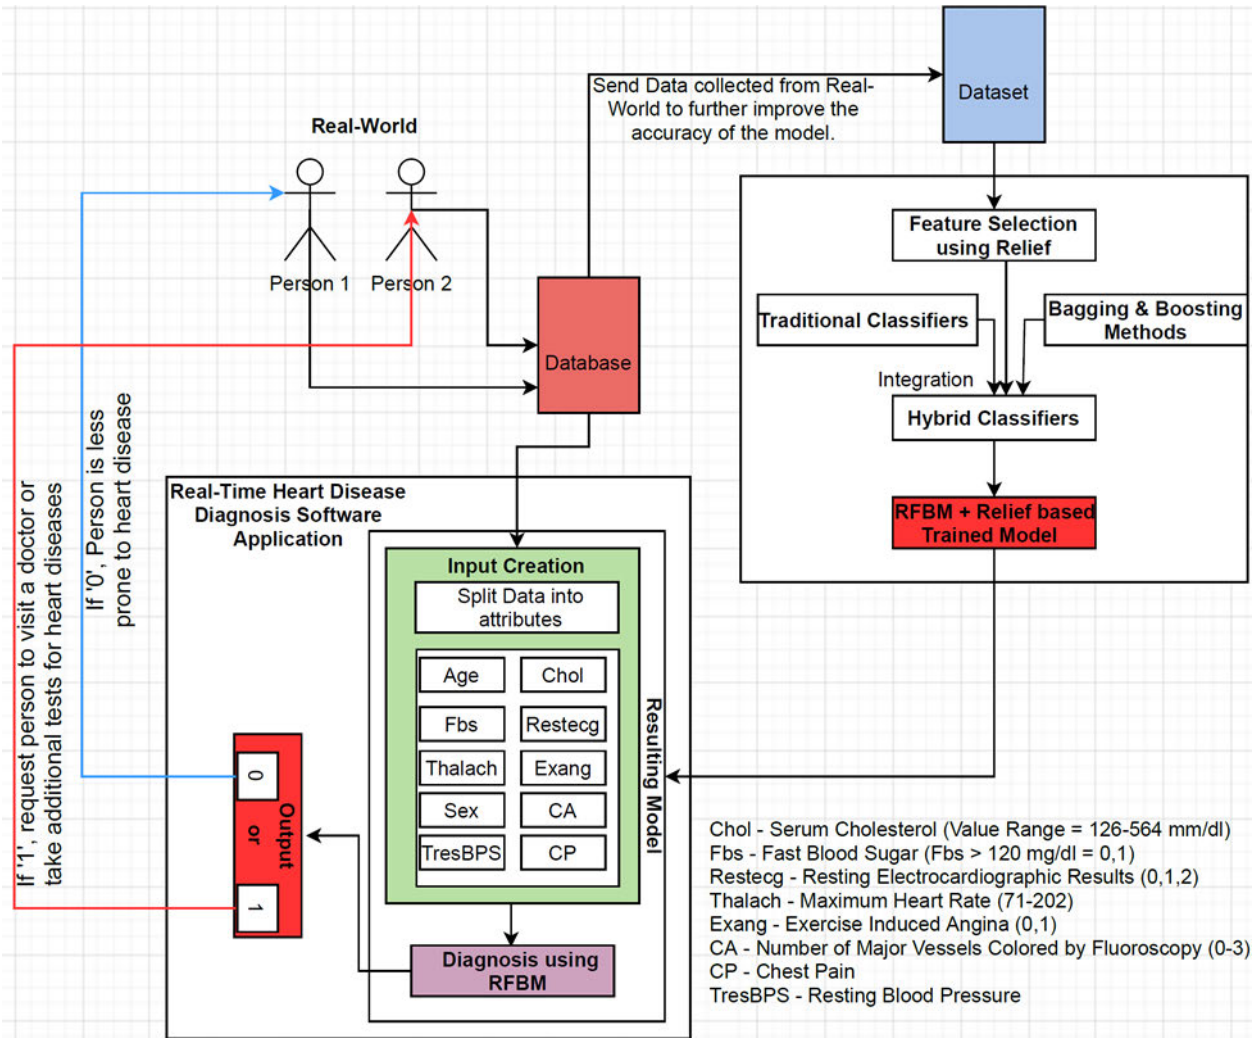 Real-World
Person 1
Person 2
Send Data collected from Real-
World to further improve the
accuracy of the model.
Dataset
Database
Feature Selection
using Relief
Traditional Classifiers
Bagging & Boosting
Methods
Integration
Hybrid Classifiers
RFBM + Relief based
Trained Model
If '1', request person to visit a doctor or
take additional tests for heart diseases
If '0', Person is less
prone to heart disease
Real-Time Heart Disease
Diagnosis Software
Application
Input Creation
Split Data into
attributes
Age
Chol
Fbs
Restecg
Thalach
Exang
Sex
CA
TresBPS
CP
Resulting Model
Diagnosis using
RFBM
Output
0
or
1
Chol - Serum Cholesterol (Value Range = 126-564 mm/dl)
Fbs - Fast Blood Sugar (Fbs > 120 mg/dl = 0,1)
Restecg - Resting Electrocardiographic Results (0,1,2)
Thalach - Maximum Heart Rate (71-202)
Exang - Exercise Induced Angina (0,1)
CA - Number of Major Vessels Colored by Fluoroscopy (0-3)
CP - Chest Pain
TresBPS - Resting Blood Pressure